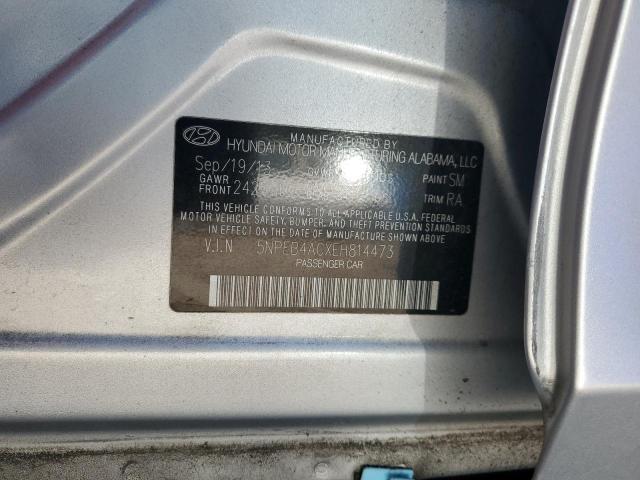 MANUFACTURED BY
HYUNDAI MOTOR MANUFACTURING ALABAMA, LLC
Sep/19/13 PAINT SM
GAWR
FRONT TRIM RA
THIS VEHICLE CONFORMS TO ALL APPLICABLE U.S.A. FEDERAL
MOTOR VEHICLE SAFETY, BUMPER, AND THEFT PREVENTION STANDARDS
IN EFFECT ON THE DATE OF MANUFACTURE SHOWN ABOVE.
V.I.N 5NPEB4ACXEH814473
PASSENGER CAR